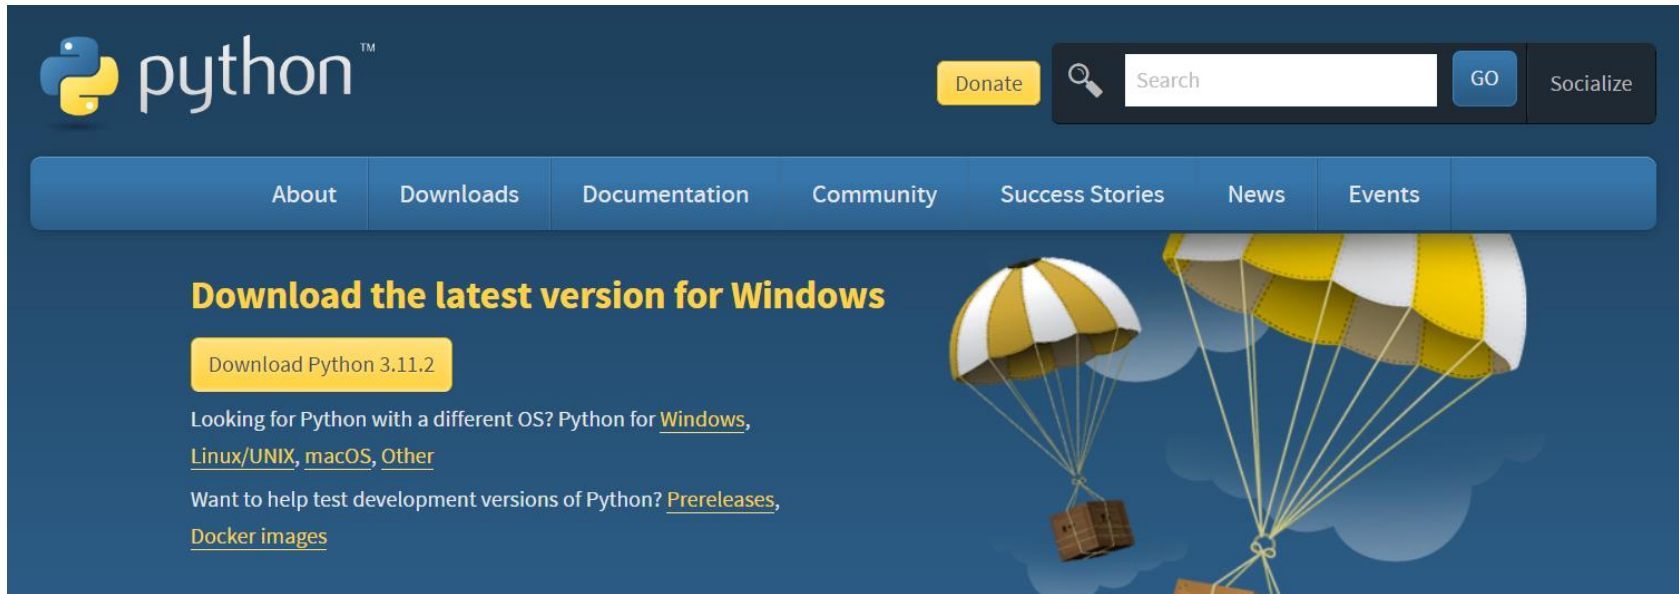 python™
Donate
Search
GO
Socialize
About
Downloads
Documentation
Community
Success Stories
News
Events
Download the latest version for Windows
Download Python 3.11.2
Looking for Python with a different OS? Python for Windows,
Linux/UNIX, macOS, Other
Want to help test development versions of Python? Prereleases,
Docker images